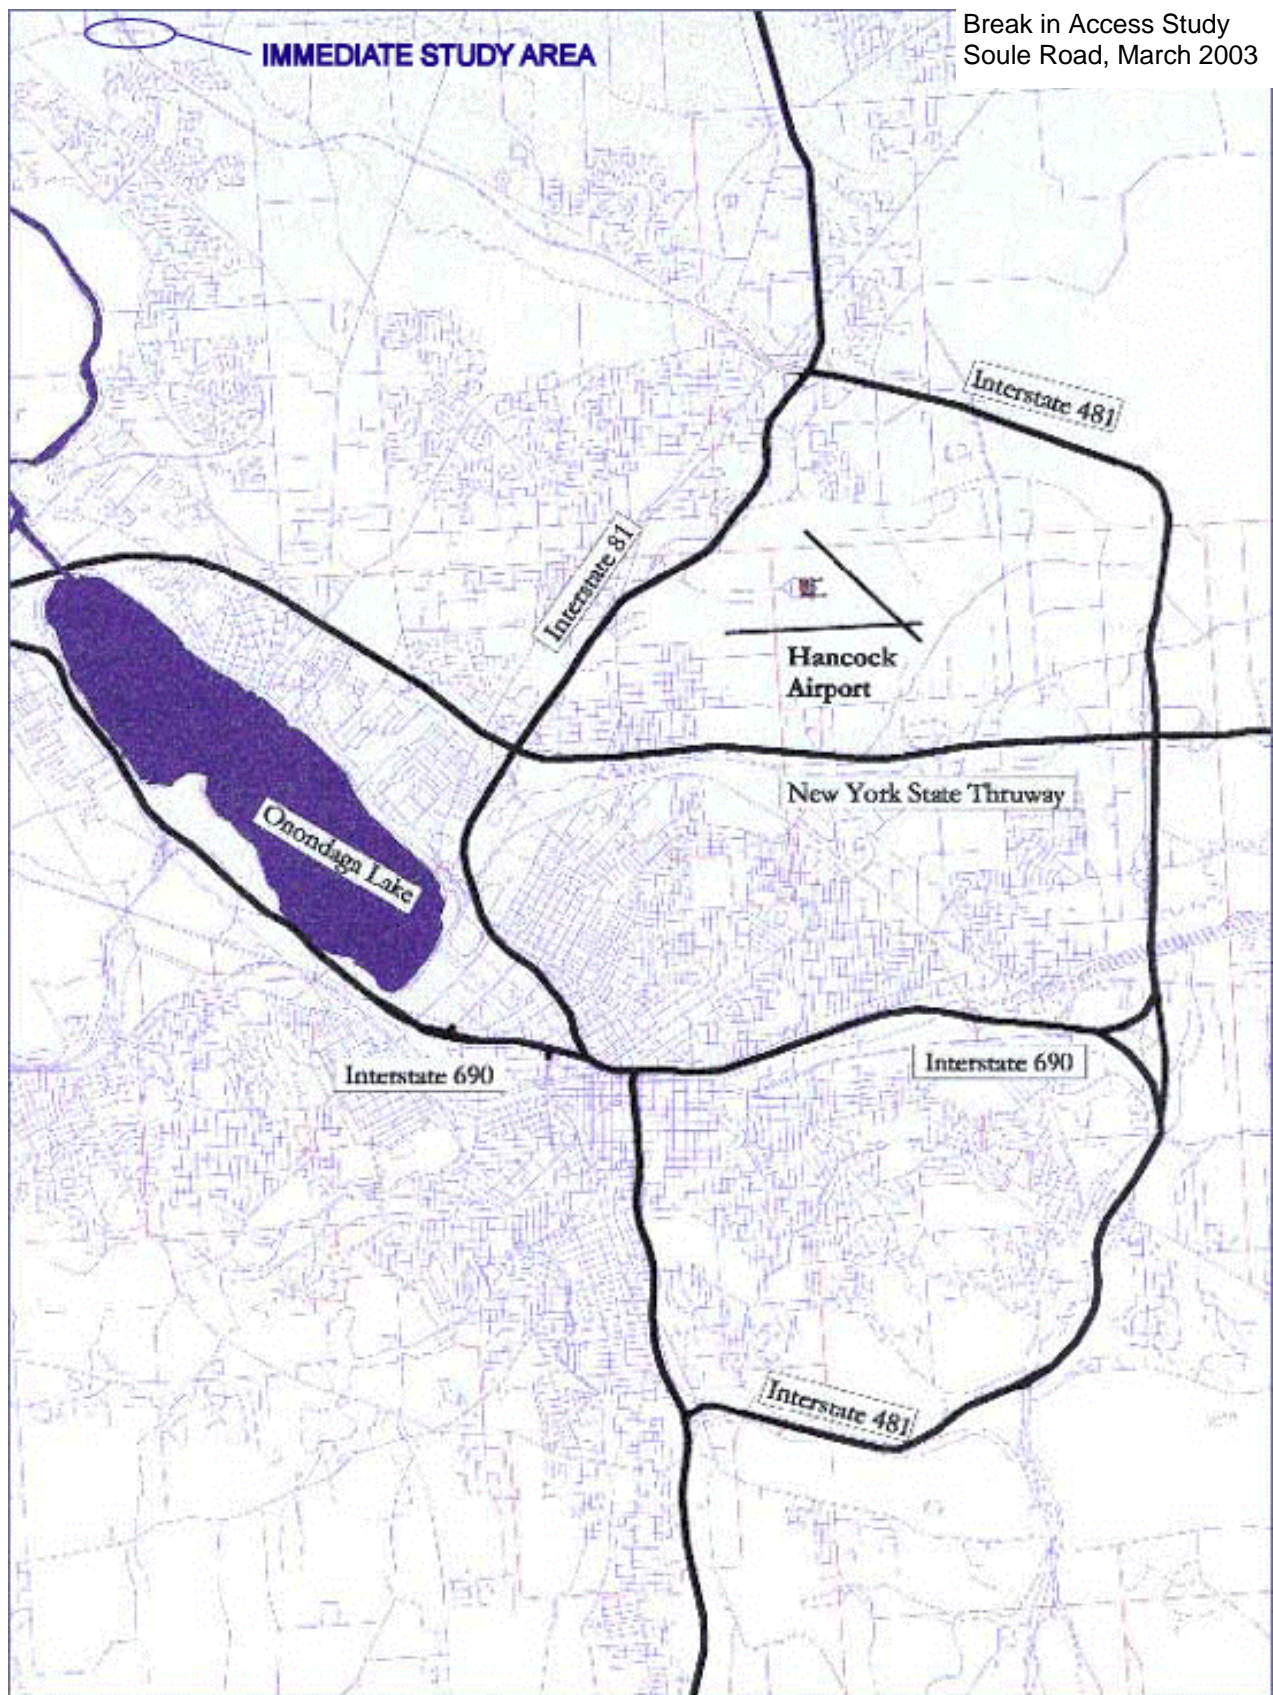 Break in Access Study
Soule Road, March 2003
IMMEDIATE STUDY AREA
Interstate 481
Interstate 81
Hancock
Airport
New York State Thruway
Onondaga Lake
Interstate 690
Interstate 690
Interstate 481